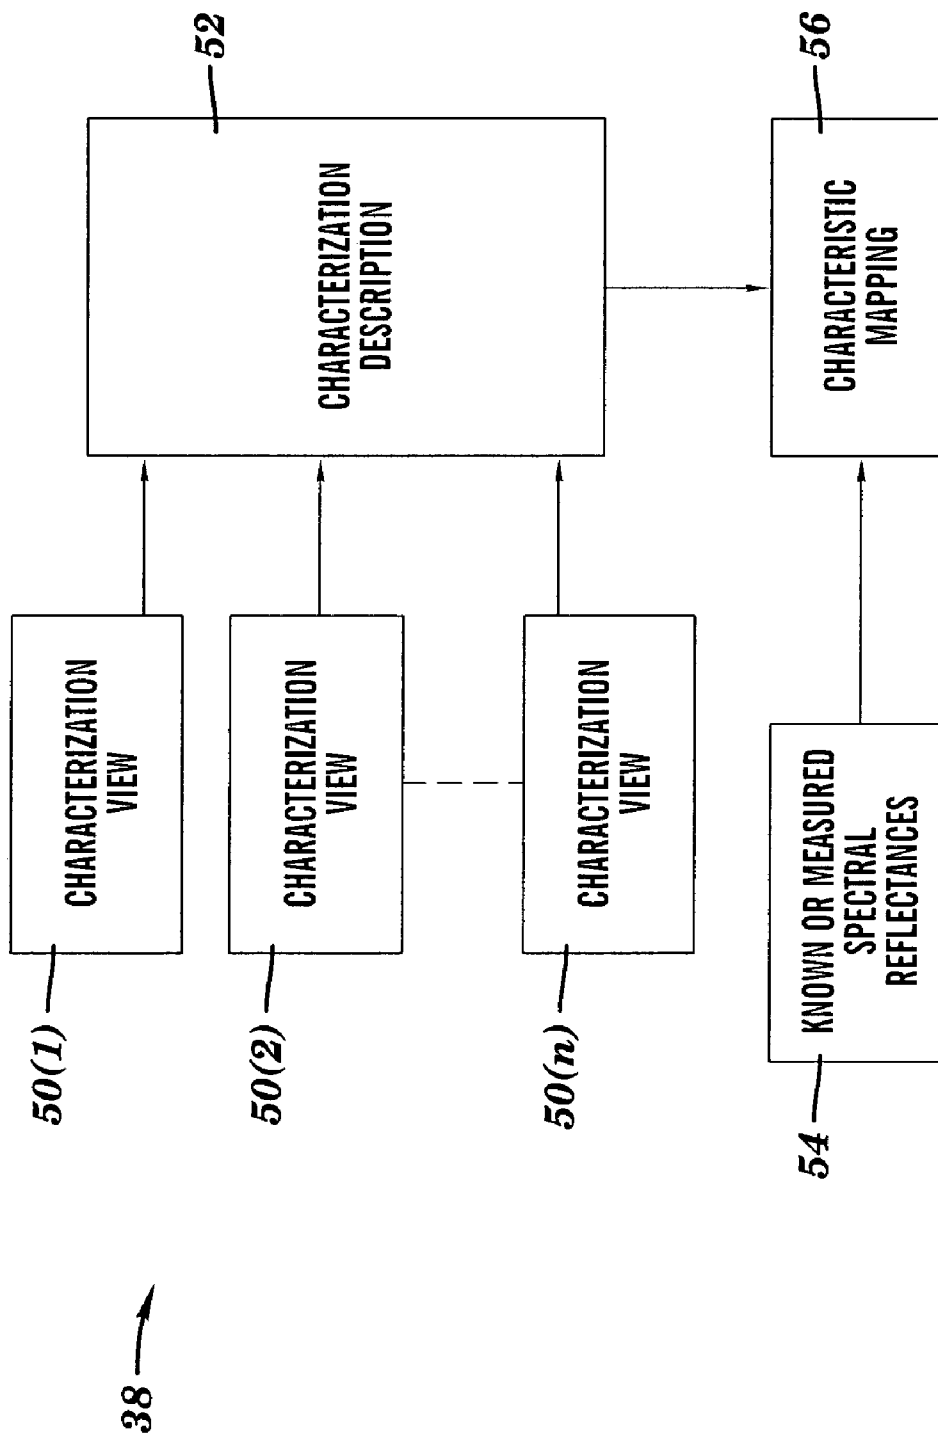 38
50(1)
CHARACTERIZATION
VIEW
50(2)
CHARACTERIZATION
VIEW
50(n)
CHARACTERIZATION
VIEW
52
CHARACTERIZATION
DESCRIPTION
54
KNOWN OR MEASURED
SPECTRAL
REFLECTANCES
56
CHARACTERISTIC
MAPPING